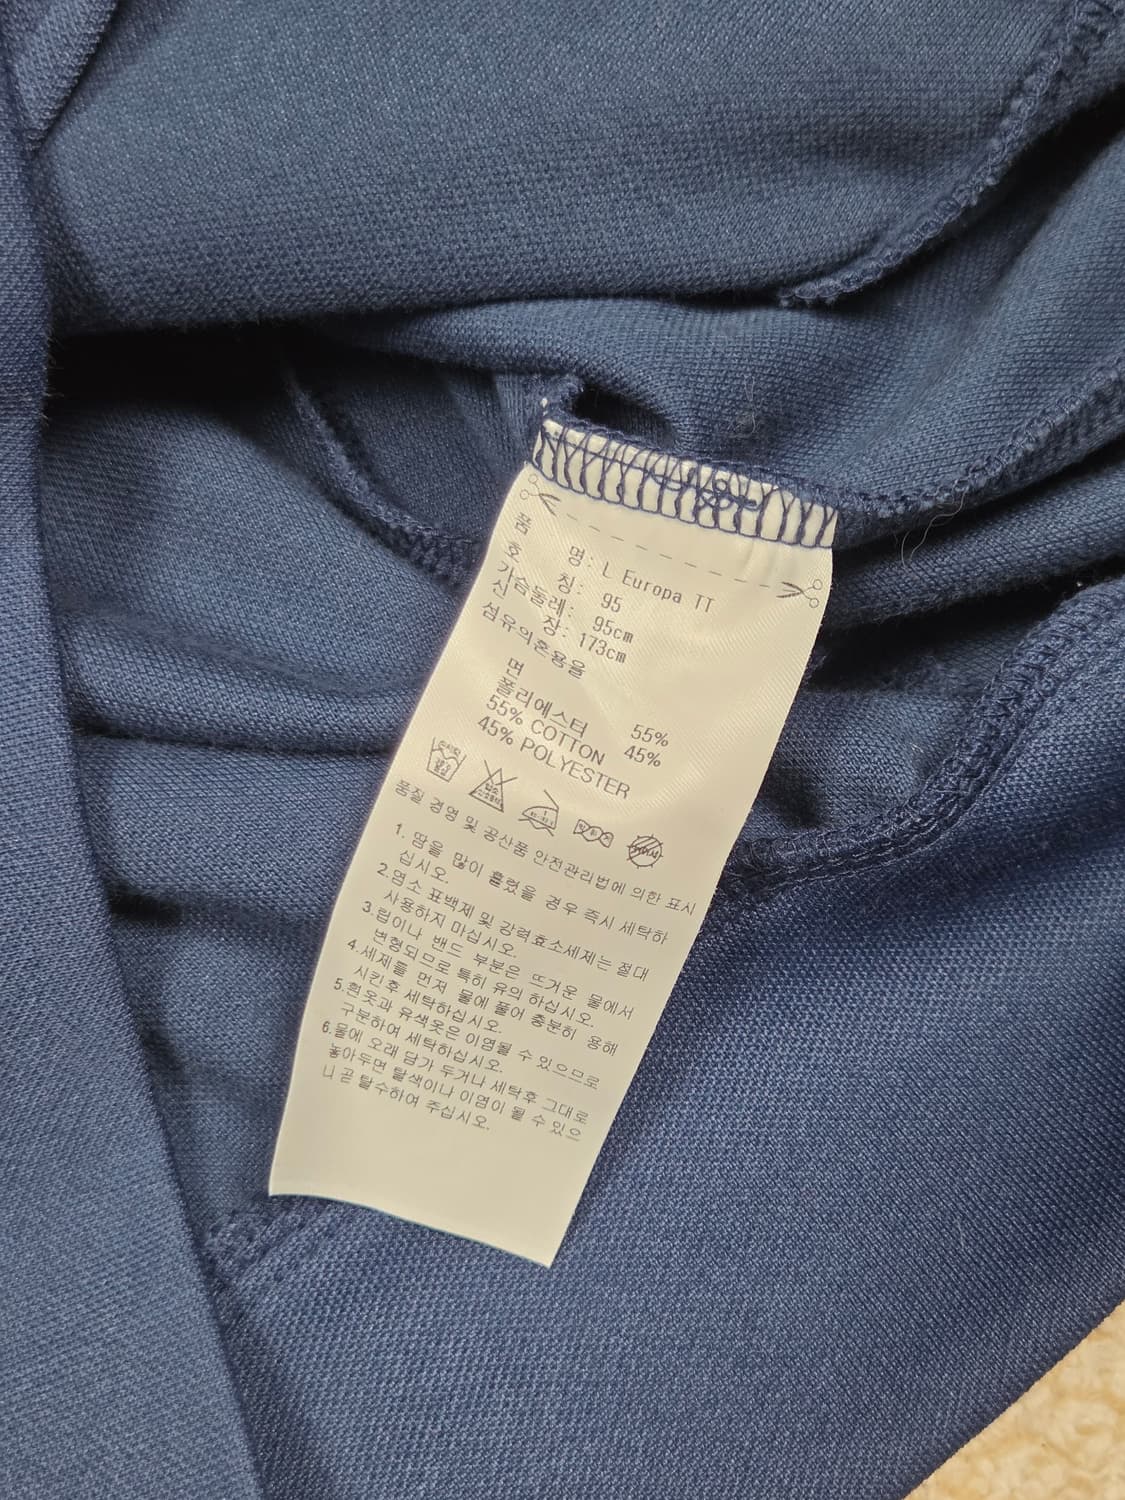 품 명: L Europa TT
호 칭: 95
가슴둘레: 95cm
신 장: 173cm
섬유의혼용율
면 55%
폴리에스터 45%
55% COTTON
45% POLYESTER
품질 경영 및 공산품 안전관리법에 의한 표시
1. 땀을 많이 흘렸을 경우 즉시 세탁하
십시오.
2.염소 표백제 및 강력효소세제는 절대
사용하지 마십시오.
3.립이나 밴드 부분은 뜨거운 물에서
변형되므로 특히 유의 하십시오.
4.세제를 먼저 물에 풀어 충분히 용해
시킨후 세탁하십시오.
5.흰옷과 유색옷은 이염될 수 있으므로
구분하여 세탁하십시오.
6.물에 오래 담가 두거나 세탁후 그대로
놓아두면 탈색이나 이염이 될 수 있으
니 곧 탈수하여 주십시오.